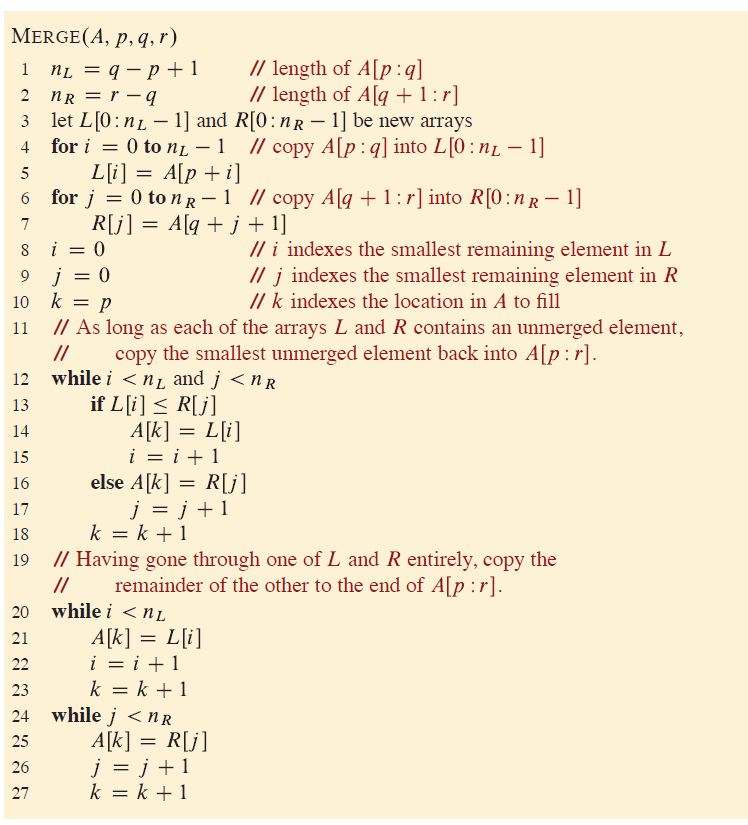 MERGE(A, p, q, r)
1 nL = q − p + 1 // length of A[p : q]
2 nR = r − q // length of A[q + 1 : r]
3 let L[0 : nL − 1] and R[0 : nR − 1] be new arrays
4 for i = 0 to nL − 1 // copy A[p : q] into L[0 : nL − 1]
5 L[i] = A[p + i]
6 for j = 0 to nR − 1 // copy A[q + 1 : r] into R[0 : nR − 1]
7 R[j] = A[q + j + 1]
8 i = 0 // i indexes the smallest remaining element in L
9 j = 0 // j indexes the smallest remaining element in R
10 k = p // k indexes the location in A to fill
11 // As long as each of the arrays L and R contains an unmerged element,
// copy the smallest unmerged element back into A[p : r].
12 while i < nL and j < nR
13 if L[i] ≤ R[j]
14 A[k] = L[i]
15 i = i + 1
16 else A[k] = R[j]
17 j = j + 1
18 k = k + 1
19 // Having gone through one of L and R entirely, copy the
// remainder of the other to the end of A[p : r].
20 while i < nL
21 A[k] = L[i]
22 i = i + 1
23 k = k + 1
24 while j < nR
25 A[k] = R[j]
26 j = j + 1
27 k = k + 1